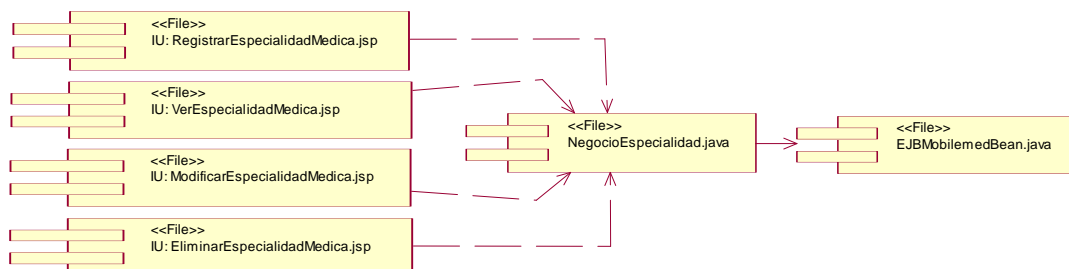 <<File>>
IU: RegistrarEspecialidadMedica.jsp
<<File>>
IU: VerEspecialidadMedica.jsp
<<File>>
NegocioEspecialidad.java
<<File>>
EJBMobilemedBean.java
<<File>>
IU: ModificarEspecialidadMedica.jsp
<<File>>
IU: EliminarEspecialidadMedica.jsp